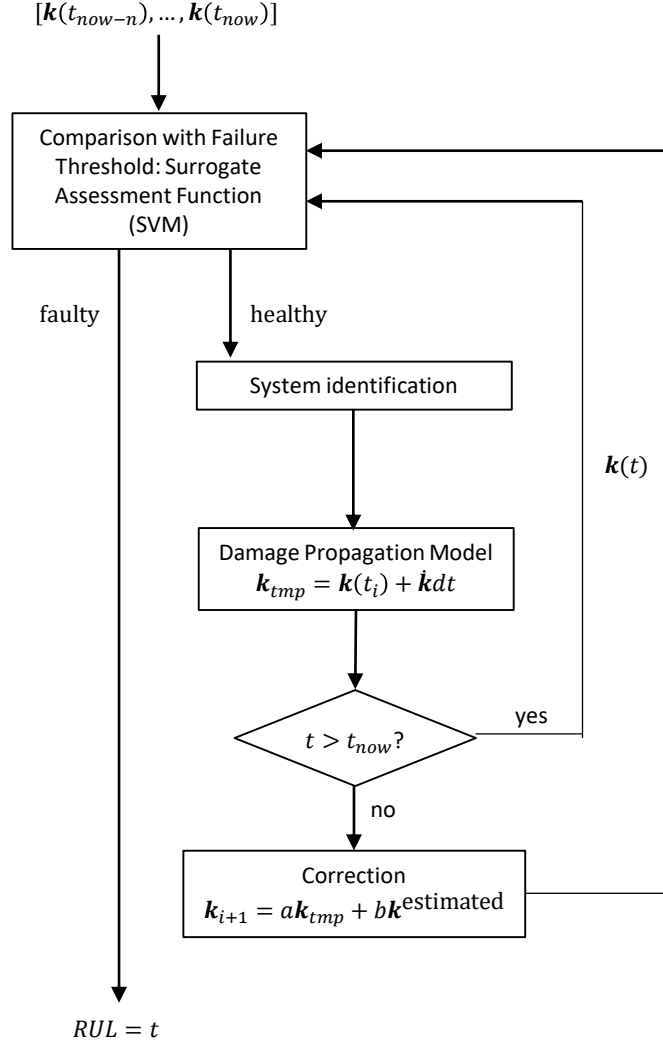 [𝒌(t_{now−n}), … , 𝒌(t_{now})]
Comparison with Failure
Threshold: Surrogate
Assessment Function
(SVM)
faulty
healthy
System identification
𝒌(t)
Damage Propagation Model
𝒌_{tmp} = 𝒌(t_i) + 𝒌̇dt
t > t_{now}?
yes
no
Correction
𝒌_{i+1} = a𝒌_{tmp} + b𝒌^{estimated}
RUL = t